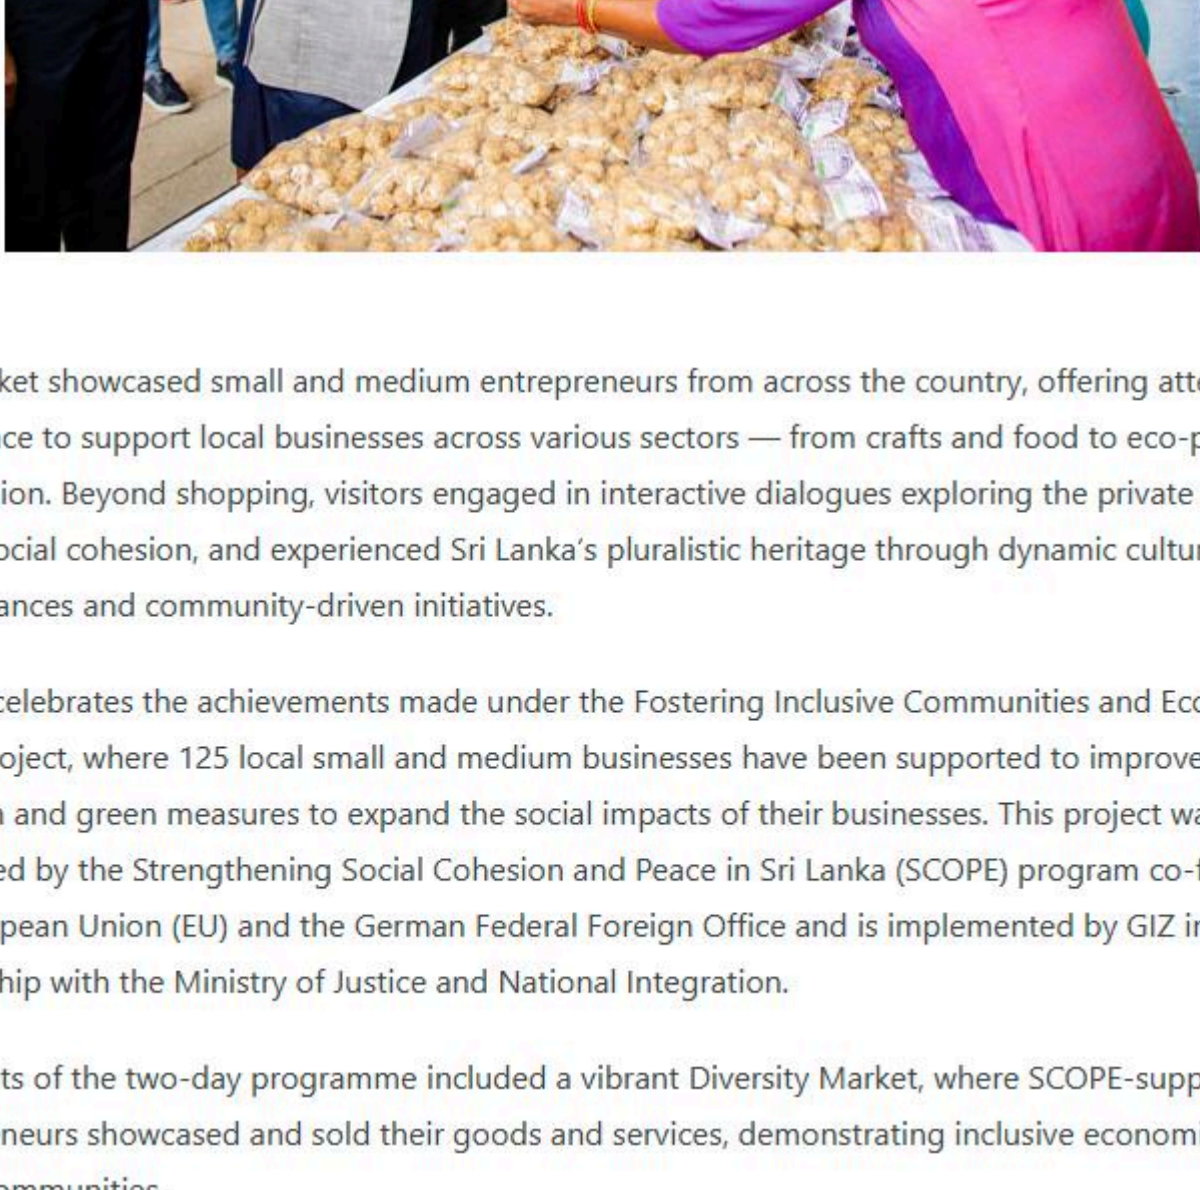 ket showcased small and medium entrepreneurs from across the country, offering atte
ce to support local businesses across various sectors — from crafts and food to eco-p
ion. Beyond shopping, visitors engaged in interactive dialogues exploring the private
ocial cohesion, and experienced Sri Lanka's pluralistic heritage through dynamic cultur
ances and community-driven initiatives.
celebrates the achievements made under the Fostering Inclusive Communities and Eco
oject, where 125 local small and medium businesses have been supported to improve
and green measures to expand the social impacts of their businesses. This project wa
ed by the Strengthening Social Cohesion and Peace in Sri Lanka (SCOPE) program co-f
pean Union (EU) and the German Federal Foreign Office and is implemented by GIZ in
hip with the Ministry of Justice and National Integration.
ts of the two-day programme included a vibrant Diversity Market, where SCOPE-supp
neurs showcased and sold their goods and services, demonstrating inclusive economi
ommunities.